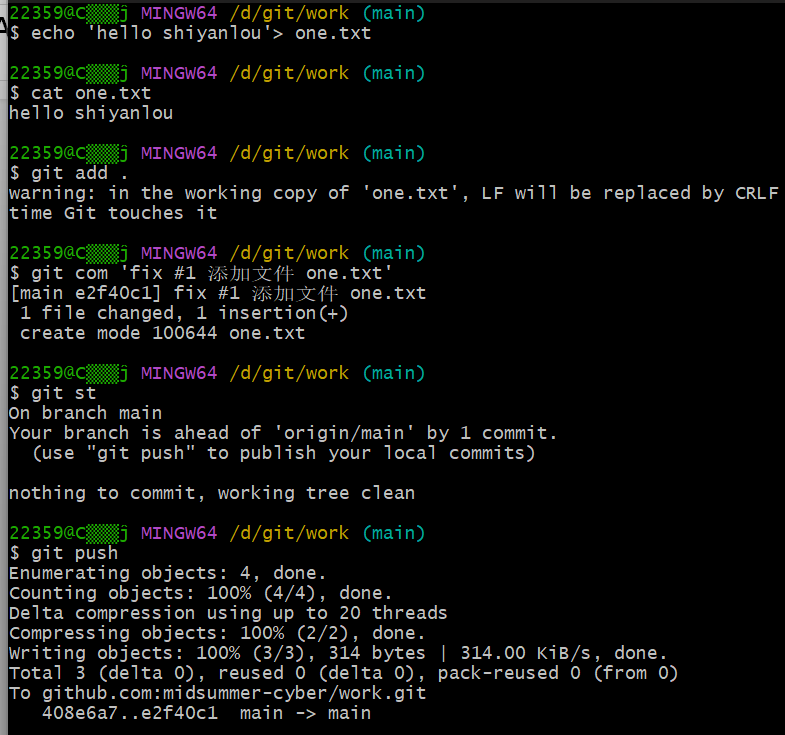 22359@C▒▒▒ĵ MINGW64 /d/git/work (main)
$ echo 'hello shiyanlou'> one.txt
22359@C▒▒▒ĵ MINGW64 /d/git/work (main)
$ cat one.txt
hello shiyanlou
22359@C▒▒▒ĵ MINGW64 /d/git/work (main)
$ git add .
warning: in the working copy of 'one.txt', LF will be replaced by CRLF
time Git touches it
22359@C▒▒▒ĵ MINGW64 /d/git/work (main)
$ git com 'fix #1 添加文件 one.txt'
[main e2f40c1] fix #1 添加文件 one.txt
 1 file changed, 1 insertion(+)
 create mode 100644 one.txt
22359@C▒▒▒ĵ MINGW64 /d/git/work (main)
$ git st
On branch main
Your branch is ahead of 'origin/main' by 1 commit.
  (use "git push" to publish your local commits)
nothing to commit, working tree clean
22359@C▒▒▒ĵ MINGW64 /d/git/work (main)
$ git push
Enumerating objects: 4, done.
Counting objects: 100% (4/4), done.
Delta compression using up to 20 threads
Compressing objects: 100% (2/2), done.
Writing objects: 100% (3/3), 314 bytes | 314.00 KiB/s, done.
Total 3 (delta 0), reused 0 (delta 0), pack-reused 0 (from 0)
To github.com:midsummer-cyber/work.git
   408e6a7..e2f40c1  main -> main